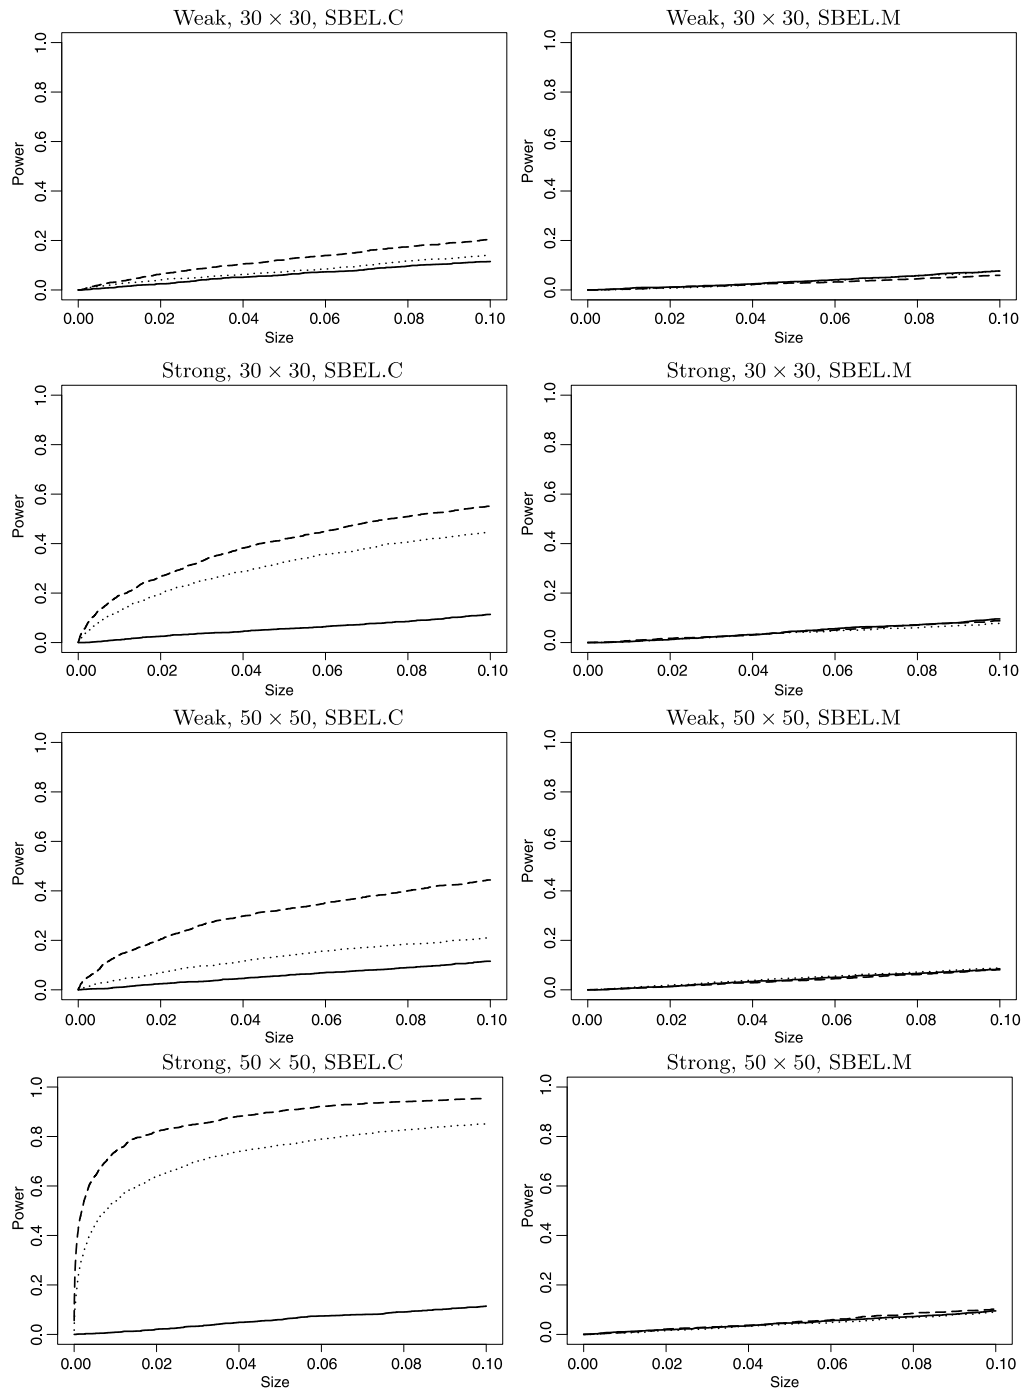 Weak, 30 × 30, SBEL.C
Power
0.0 0.2 0.4 0.6 0.8 1.0
0.00 0.02 0.04 0.06 0.08 0.10
Size
Weak, 30 × 30, SBEL.M
Power
0.0 0.2 0.4 0.6 0.8 1.0
0.00 0.02 0.04 0.06 0.08 0.10
Size
Strong, 30 × 30, SBEL.C
Power
0.0 0.2 0.4 0.6 0.8 1.0
0.00 0.02 0.04 0.06 0.08 0.10
Size
Strong, 30 × 30, SBEL.M
Power
0.0 0.2 0.4 0.6 0.8 1.0
0.00 0.02 0.04 0.06 0.08 0.10
Size
Weak, 50 × 50, SBEL.C
Power
0.0 0.2 0.4 0.6 0.8 1.0
0.00 0.02 0.04 0.06 0.08 0.10
Size
Weak, 50 × 50, SBEL.M
Power
0.0 0.2 0.4 0.6 0.8 1.0
0.00 0.02 0.04 0.06 0.08 0.10
Size
Strong, 50 × 50, SBEL.C
Power
0.0 0.2 0.4 0.6 0.8 1.0
0.00 0.02 0.04 0.06 0.08 0.10
Size
Strong, 50 × 50, SBEL.M
Power
0.0 0.2 0.4 0.6 0.8 1.0
0.00 0.02 0.04 0.06 0.08 0.10
Size